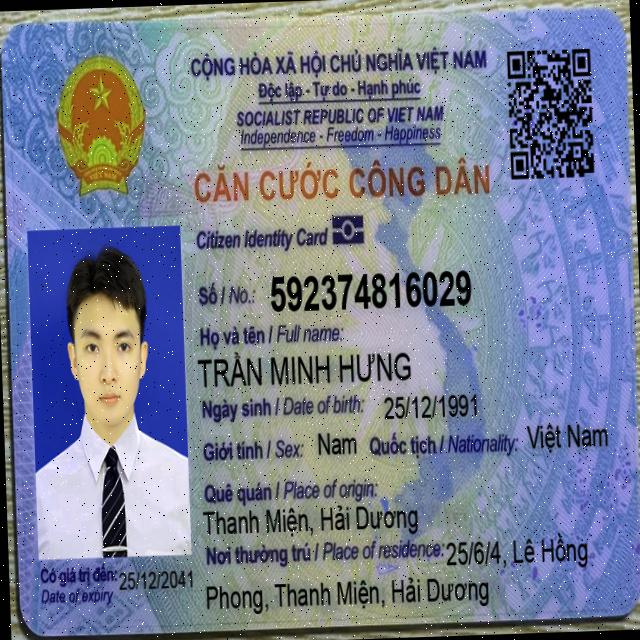 CỘNG HÒA XÃ HỘI CHỦ NGHĨA VIỆT NAM
Độc lập - Tự do - Hạnh phúc
SOCIALIST REPUBLIC OF VIET NAM
Independence - Freedom - Happiness
CĂN CƯỚC CÔNG DÂN
Citizen Identity Card
Số / No.: 592374816029
Họ và tên / Full name:
TRẦN MINH HƯNG
Ngày sinh / Date of birth: 25/12/1991
Giới tính / Sex: Nam Quốc tịch / Nationality: Việt Nam
Quê quán / Place of origin:
Thanh Miện, Hải Dương
Nơi thường trú / Place of residence: 25/6/4, Lê Hồng
Phong, Thanh Miện, Hải Dương
Có giá trị đến: 25/12/2041
Date of expiry